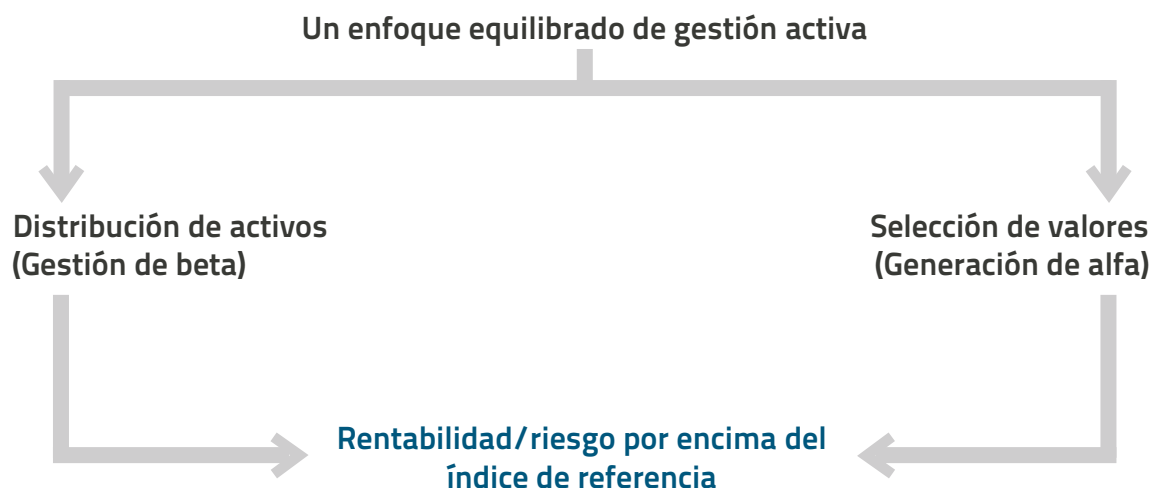 Un enfoque equilibrado de gestión activa
Distribución de activos
(Gestión de beta)
Selección de valores
(Generación de alfa)
Rentabilidad/riesgo por encima del
índice de referencia